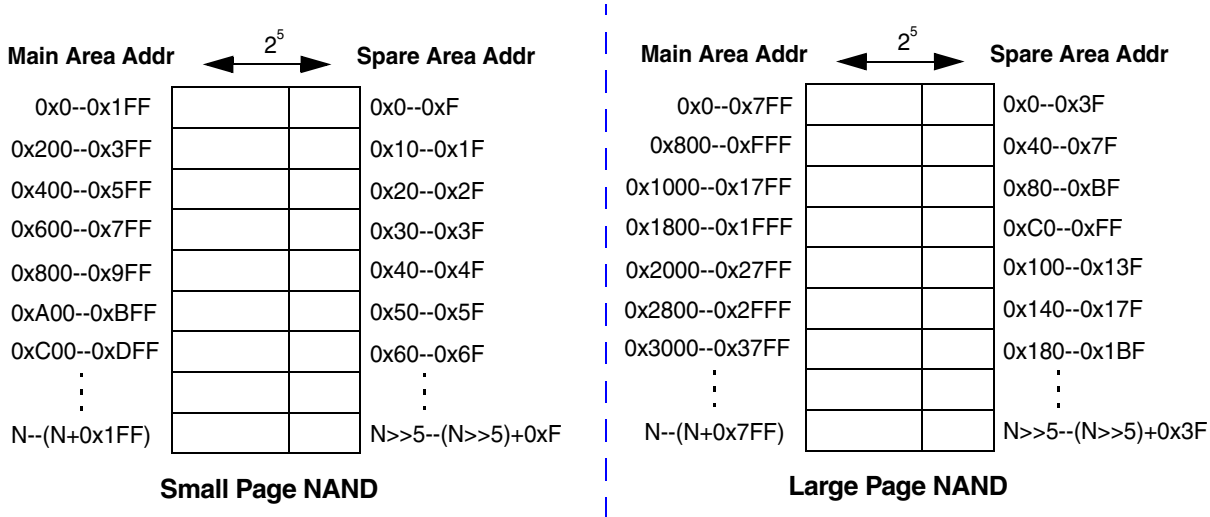 Main Area Addr 2^5 Spare Area Addr
0x0--0x1FF 0x0--0xF
0x200--0x3FF 0x10--0x1F
0x400--0x5FF 0x20--0x2F
0x600--0x7FF 0x30--0x3F
0x800--0x9FF 0x40--0x4F
0xA00--0xBFF 0x50--0x5F
0xC00--0xDFF 0x60--0x6F
N--(N+0x1FF) N>>5--(N>>5)+0xF
Small Page NAND
Main Area Addr 2^5 Spare Area Addr
0x0--0x7FF 0x0--0x3F
0x800--0xFFF 0x40--0x7F
0x1000--0x17FF 0x80--0xBF
0x1800--0x1FFF 0xC0--0xFF
0x2000--0x27FF 0x100--0x13F
0x2800--0x2FFF 0x140--0x17F
0x3000--0x37FF 0x180--0x1BF
N--(N+0x7FF) N>>5--(N>>5)+0x3F
Large Page NAND